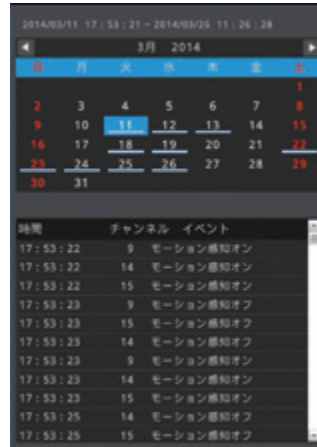 2014/03/11 17:53:21~2014/03/26 11:26:28
3月 2014
日 月 火 水 木 金 土
1
2 3 4 5 6 7 8
9 10 11 12 13 14 15
16 17 18 19 20 21 22
23 24 25 26 27 28 29
30 31
時間 チャンネル イベント
17:53:22 9 モーション感知オン
17:53:22 14 モーション感知オン
17:53:22 15 モーション感知オン
17:53:23 9 モーション感知オフ
17:53:23 15 モーション感知オフ
17:53:23 14 モーション感知オフ
17:53:23 9 モーション感知オン
17:53:23 14 モーション感知オン
17:53:23 15 モーション感知オン
17:53:25 14 モーション感知オフ
17:53:25 15 モーション感知オフ